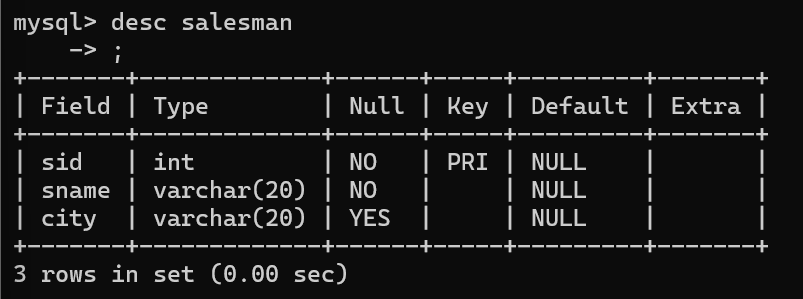 mysql> desc salesman
    -> ;
+-------+-------------+------+-----+---------+-------+
| Field | Type        | Null | Key | Default | Extra |
+-------+-------------+------+-----+---------+-------+
| sid   | int         | NO   | PRI | NULL    |       |
| sname | varchar(20) | NO   |     | NULL    |       |
| city  | varchar(20) | YES  |     | NULL    |       |
+-------+-------------+------+-----+---------+-------+
3 rows in set (0.00 sec)